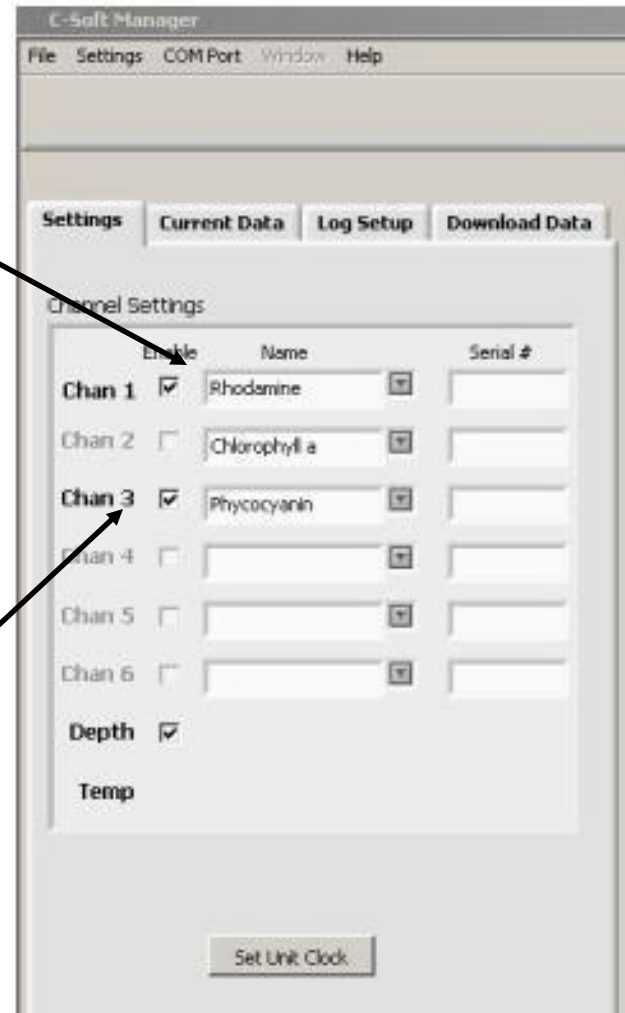 C-Soft Manager
File Settings COM Port Window Help
Settings Current Data Log Setup Download Data
Channel Settings
Enable Name Serial #
Chan 1 Rhodamine
Chan 2 Chlorophyll a
Chan 3 Phycocyanin
Chan 4
Chan 5
Chan 6
Depth
Temp
Set Unit Clock